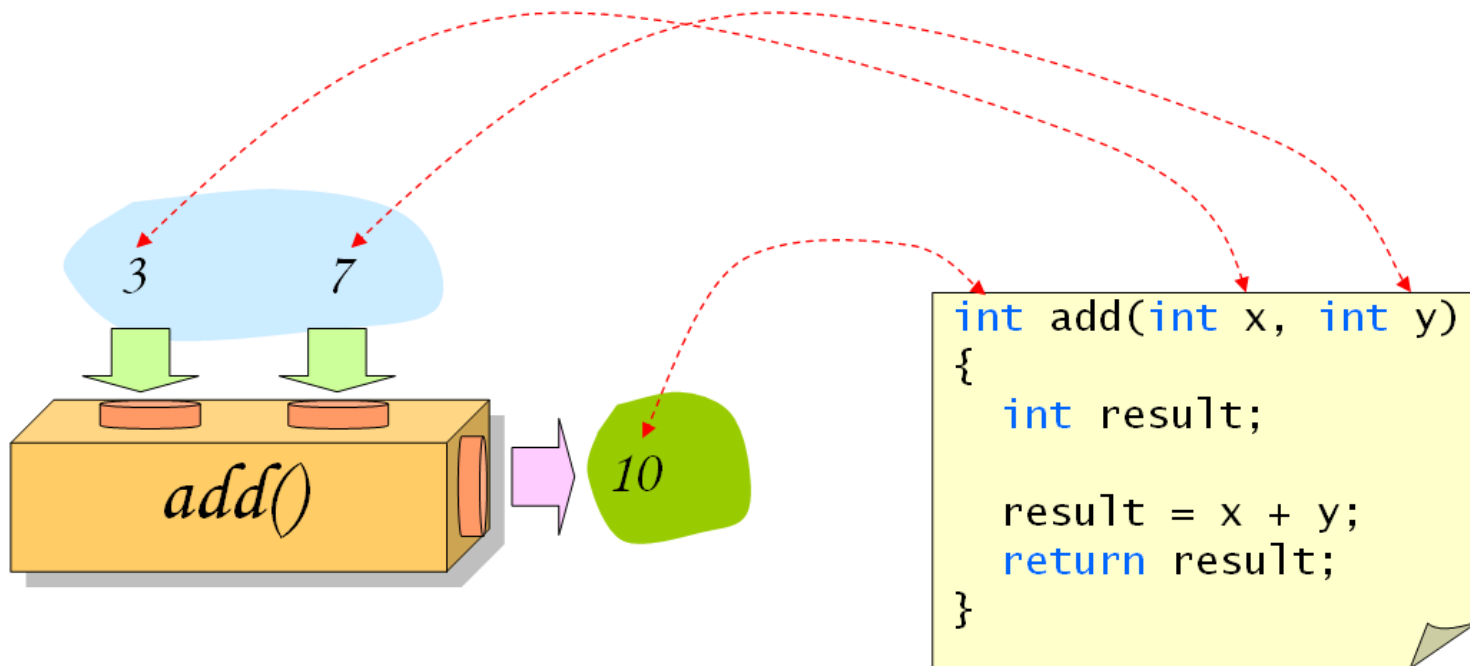 3 7
add()
10
int add(int x, int y)
{
int result;
result = x + y;
return result;
}